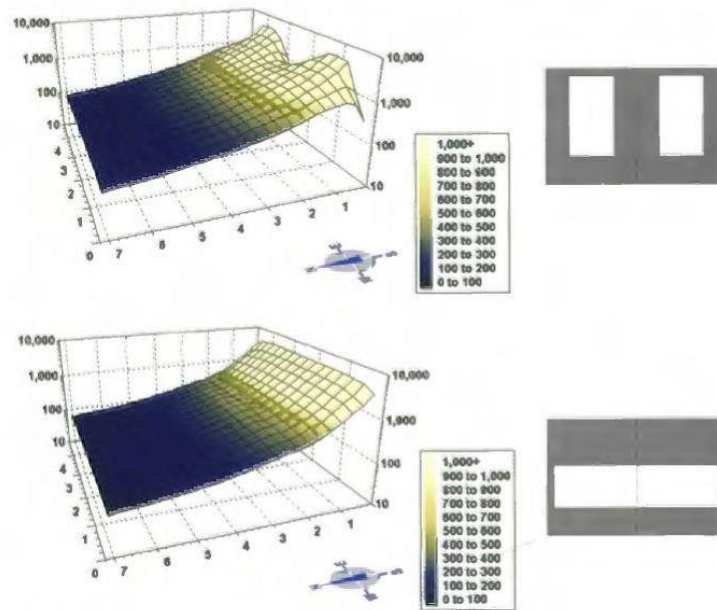 10,000
1,000
100
10
4
3
2
1
0
7
6
5
4
3
2
1
10,000
1,000
100
10
1,000+
900 to 1,000
800 to 900
700 to 800
600 to 700
500 to 600
400 to 500
300 to 400
200 to 300
100 to 200
0 to 100
10,000
1,000
100
10
4
3
2
1
0
7
6
5
4
3
2
1
10,000
1,000
100
10
1,000+
900 to 1,000
800 to 900
700 to 800
600 to 700
500 to 600
400 to 500
300 to 400
200 to 300
100 to 200
0 to 100